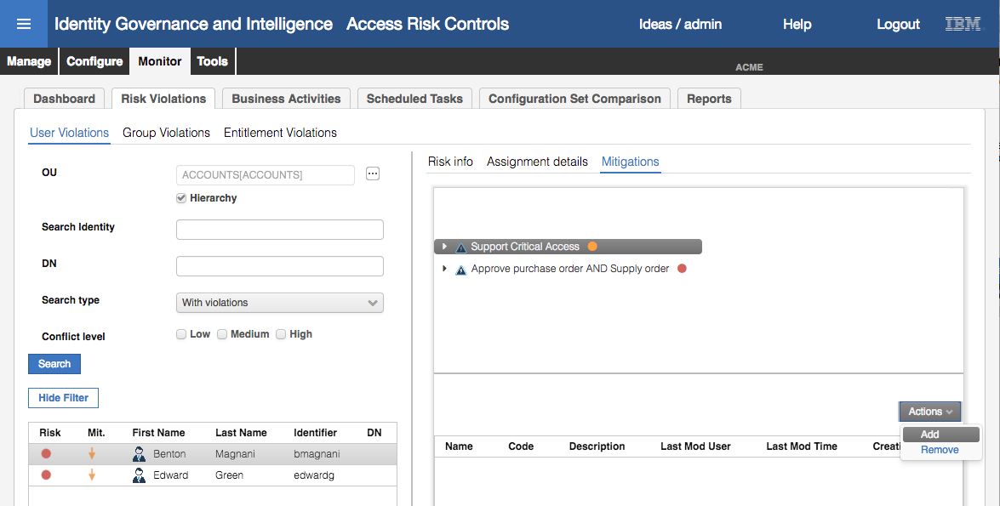 Identity Governance and Intelligence Access Risk Controls Ideas / admin Help Logout IBM
Manage Configure Monitor Tools ACME
Dashboard Risk Violations Business Activities Scheduled Tasks Configuration Set Comparison Reports
User Violations Group Violations Entitlement Violations
OU ACCOUNTS[ACCOUNTS] ...
Hierarchy
Search Identity
DN
Search type With violations
Conflict level Low Medium High
Search
Hide Filter
Risk Mit. First Name Last Name Identifier DN
Benton Magnani bmagnani
Edward Green edwardg
Risk info Assignment details Mitigations
Support Critical Access
Approve purchase order AND Supply order
Actions
Add
Remove
Name Code Description Last Mod User Last Mod Time Creati